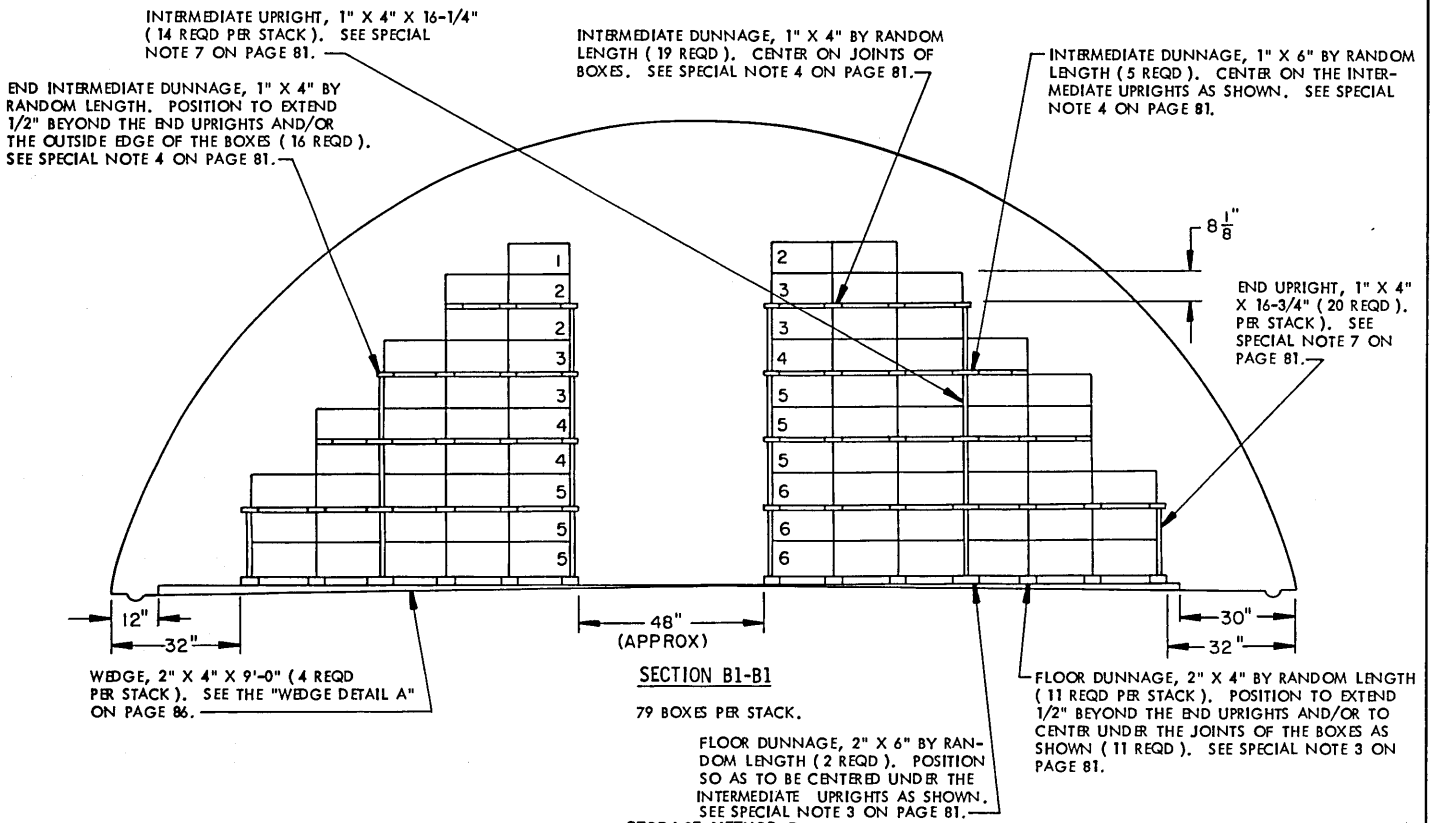 INTERMEDIATE UPRIGHT, 1" X 4" X 16-1/4"
( 14 REQD PER STACK ). SEE SPECIAL
NOTE 7 ON PAGE 81.
INTERMEDIATE DUNNAGE, 1" X 4" BY RANDOM
LENGTH ( 19 REQD ). CENTER ON JOINTS OF
BOXES. SEE SPECIAL NOTE 4 ON PAGE 81.
INTERMEDIATE DUNNAGE, 1" X 6" BY RANDOM
LENGTH ( 5 REQD ). CENTER ON THE INTER-
MEDIATE UPRIGHTS AS SHOWN. SEE SPECIAL
NOTE 4 ON PAGE 81.
END INTERMEDIATE DUNNAGE, 1" X 4" BY
RANDOM LENGTH. POSITION TO EXTEND
1/2" BEYOND THE END UPRIGHTS AND/OR
THE OUTSIDE EDGE OF THE BOXES ( 16 REQD ).
SEE SPECIAL NOTE 4 ON PAGE 81.
8 1/8"
END UPRIGHT, 1" X 4"
X 16-3/4" ( 20 REQD ).
PER STACK ). SEE
SPECIAL NOTE 7 ON
PAGE 81.
1
2
2
3
3
4
4
5
5
5
2
3
3
4
5
5
5
6
6
6
12"
32"
48"
(APPROX)
30"
32"
WEDGE, 2" X 4" X 9'-0" ( 4 REQD
PER STACK ). SEE THE "WEDGE DETAIL A"
ON PAGE 86.
SECTION B1-B1
79 BOXES PER STACK.
FLOOR DUNNAGE, 2" X 6" BY RAN-
DOM LENGTH ( 2 REQD ). POSITION
SO AS TO BE CENTERED UNDER THE
INTERMEDIATE UPRIGHTS AS SHOWN.
SEE SPECIAL NOTE 3 ON PAGE 81.
FLOOR DUNNAGE, 2" X 4" BY RANDOM LENGTH
( 11 REQD PER STACK ). POSITION TO EXTEND
1/2" BEYOND THE END UPRIGHTS AND/OR TO
CENTER UNDER THE JOINTS OF THE BOXES AS
SHOWN ( 11 REQD ). SEE SPECIAL NOTE 3 ON
PAGE 81.